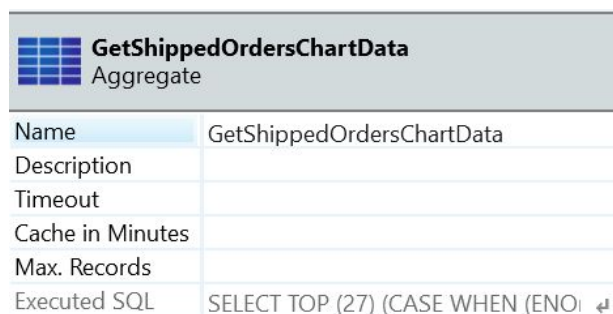 GetShippedOrdersChartData
Aggregate
Name GetShippedOrdersChartData
Description
Timeout
Cache in Minutes
Max. Records
Executed SQL SELECT TOP (27) (CASE WHEN